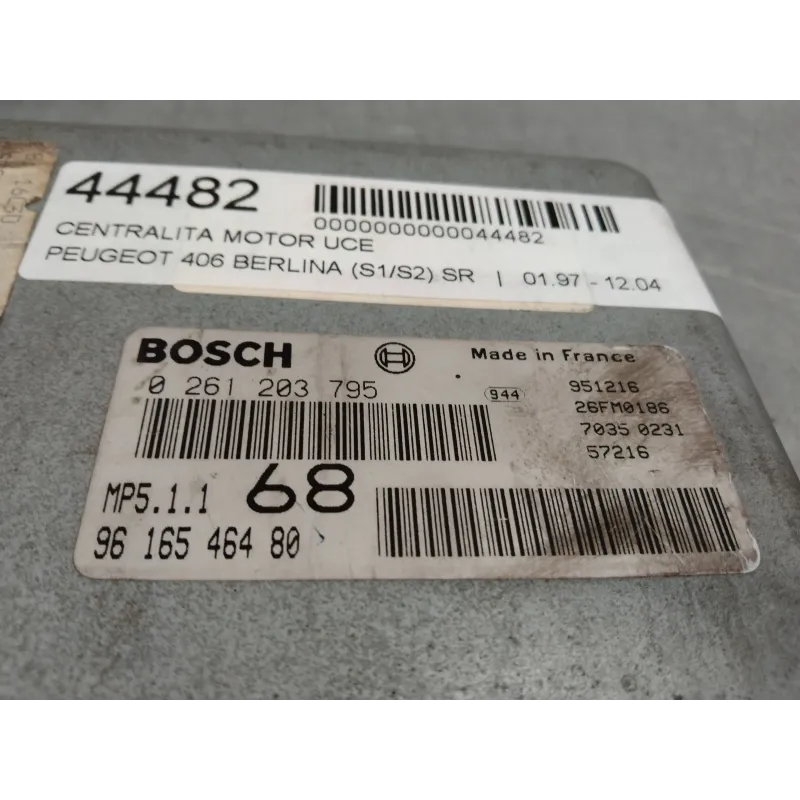 44482
0000000000044482
CENTRALITA MOTOR UCE
PEUGEOT 406 BERLINA (S1/S2) SR | 01.97 - 12.04
BOSCH
Made in France
0 261 203 795
944
951216
26FM0186
7035 0231
57216
MP5.1.1
68
96 165 464 80